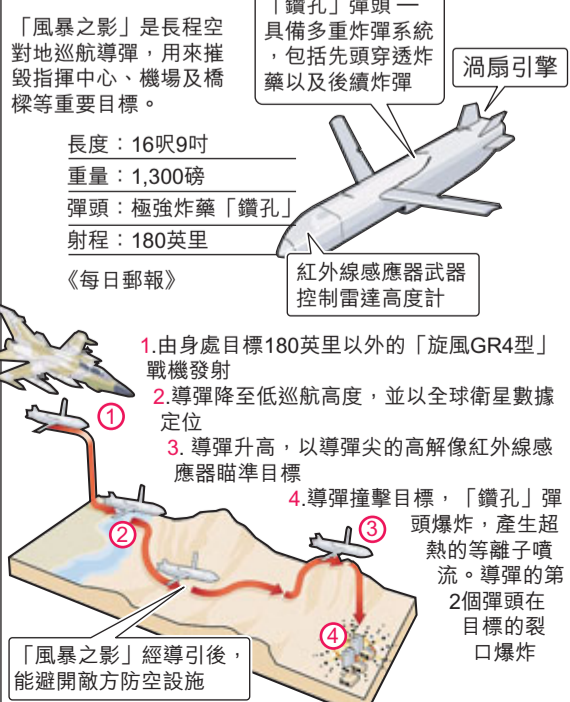 「風暴之影」是長程空
對地巡航導彈，用來摧
毀指揮中心、機場及橋
樑等重要目標。
「鑽孔」彈頭 —
具備多重炸彈系統
，包括先頭穿透炸
藥以及後續炸彈
渦扇引擎
長度：16呎9吋
重量：1,300磅
彈頭：極強炸藥「鑽孔」
射程：180英里
《每日郵報》
紅外線感應器武器
控制雷達高度計
1.由身處目標180英里以外的「旋風GR4型」
戰機發射
2.導彈降至低巡航高度，並以全球衛星數據
定位
3. 導彈升高，以導彈尖的高解像紅外線感
應器瞄準目標
4.導彈撞擊目標，「鑽孔」彈
頭爆炸，產生超
熱的等離子噴
流。導彈的第
2個彈頭在
目標的裂
口爆炸
1
2
3
4
「風暴之影」經導引後，
能避開敵方防空設施